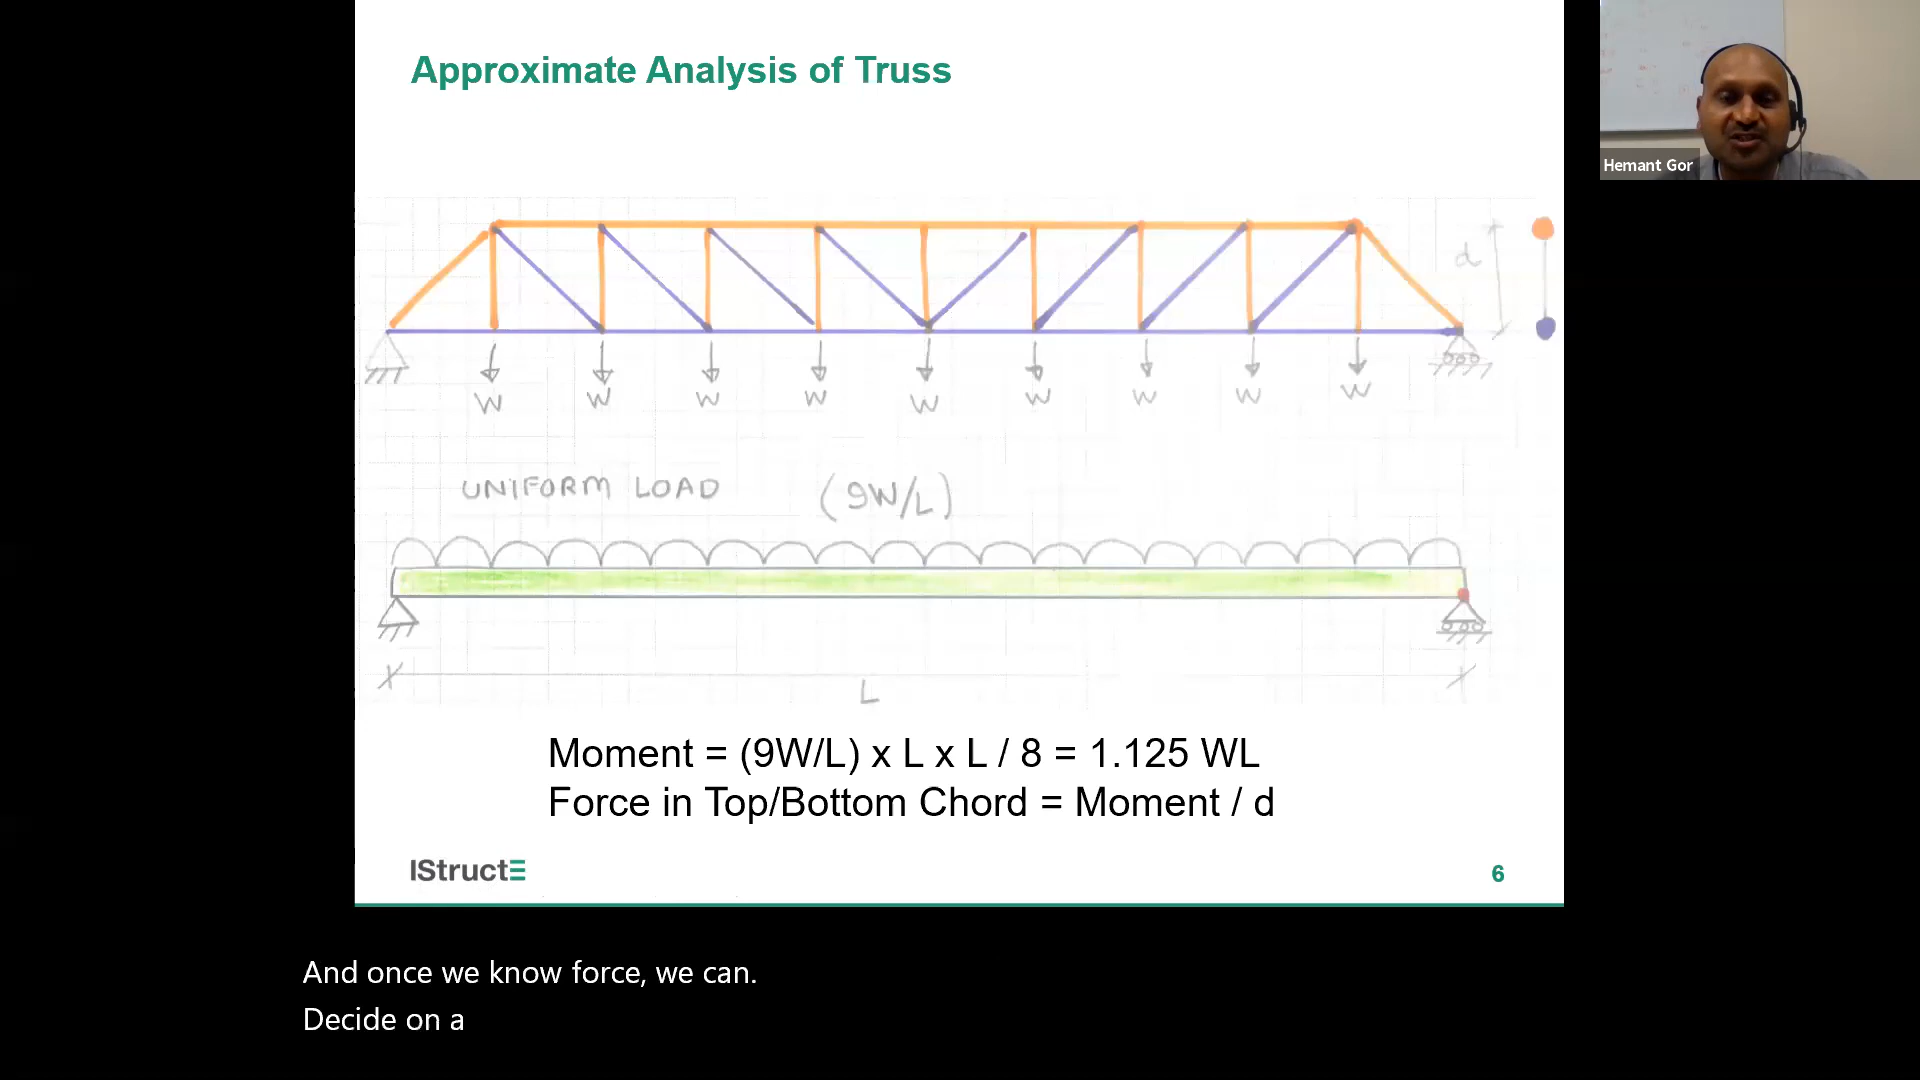 Approximate Analysis of Truss
Hemant Gor
d
W W W W W W W W W
UNIFORM LOAD (9W/L)
L
Moment = (9W/L) x L x L / 8 = 1.125 WL
Force in Top/Bottom Chord = Moment / d
IStructE
6
And once we know force, we can.
Decide on a